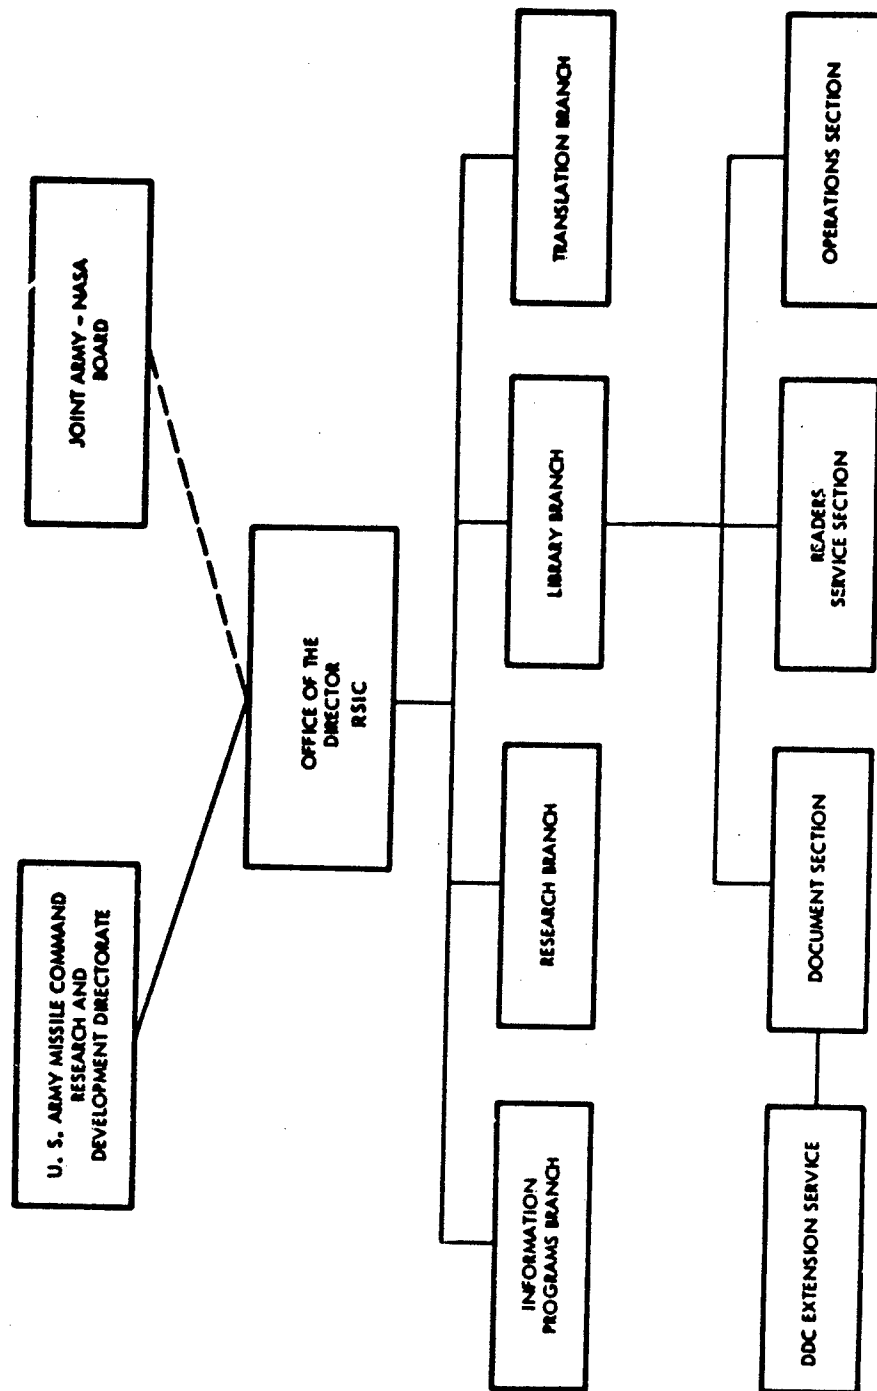 U. S. ARMY MISSILE COMMAND
RESEARCH AND
DEVELOPMENT DIRECTORATE
JOINT ARMY - NASA
BOARD
OFFICE OF THE
DIRECTOR
RSIC
INFORMATION
PROGRAMS BRANCH
RESEARCH BRANCH
LIBRARY BRANCH
TRANSLATION BRANCH
DDC EXTENSION SERVICE
DOCUMENT SECTION
READERS
SERVICE SECTION
OPERATIONS SECTION